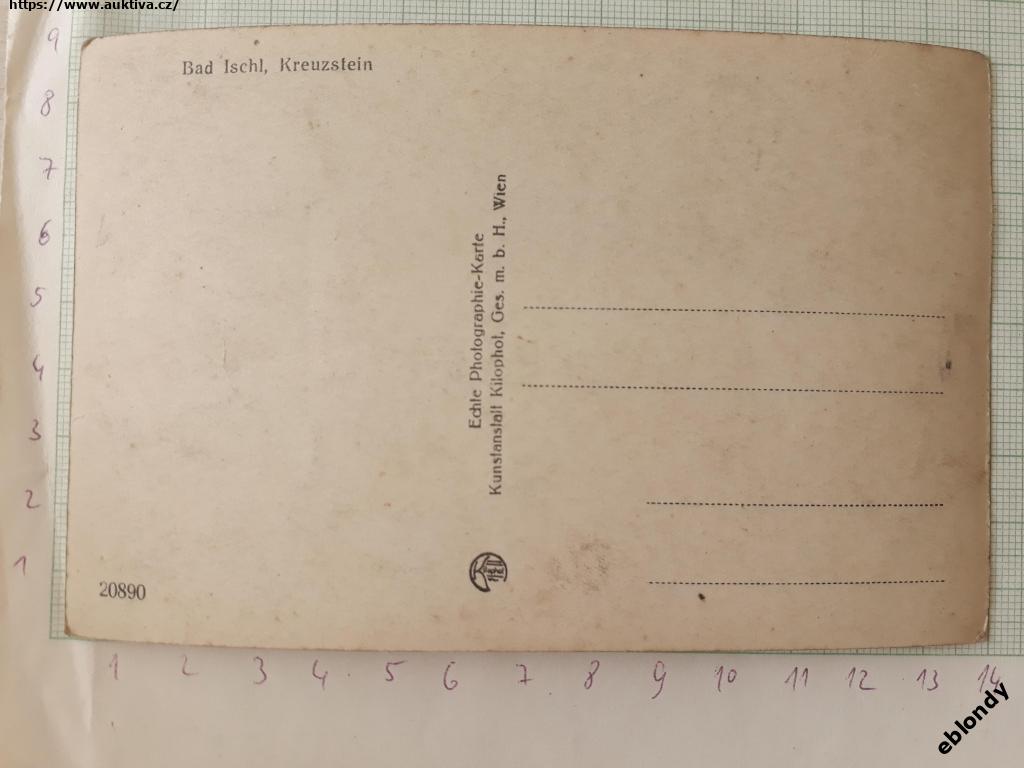 https://www.auktiva.cz/
Bad Ischl, Kreuzstein
Echte Photographie-Karte
Kunstanstalt Kilophot, Ges. m. b. H., Wien
20890
9
8
7
6
5
4
3
2
1
1 2 3 4 5 6 7 8 9 10 11 12 13 14
eblondy